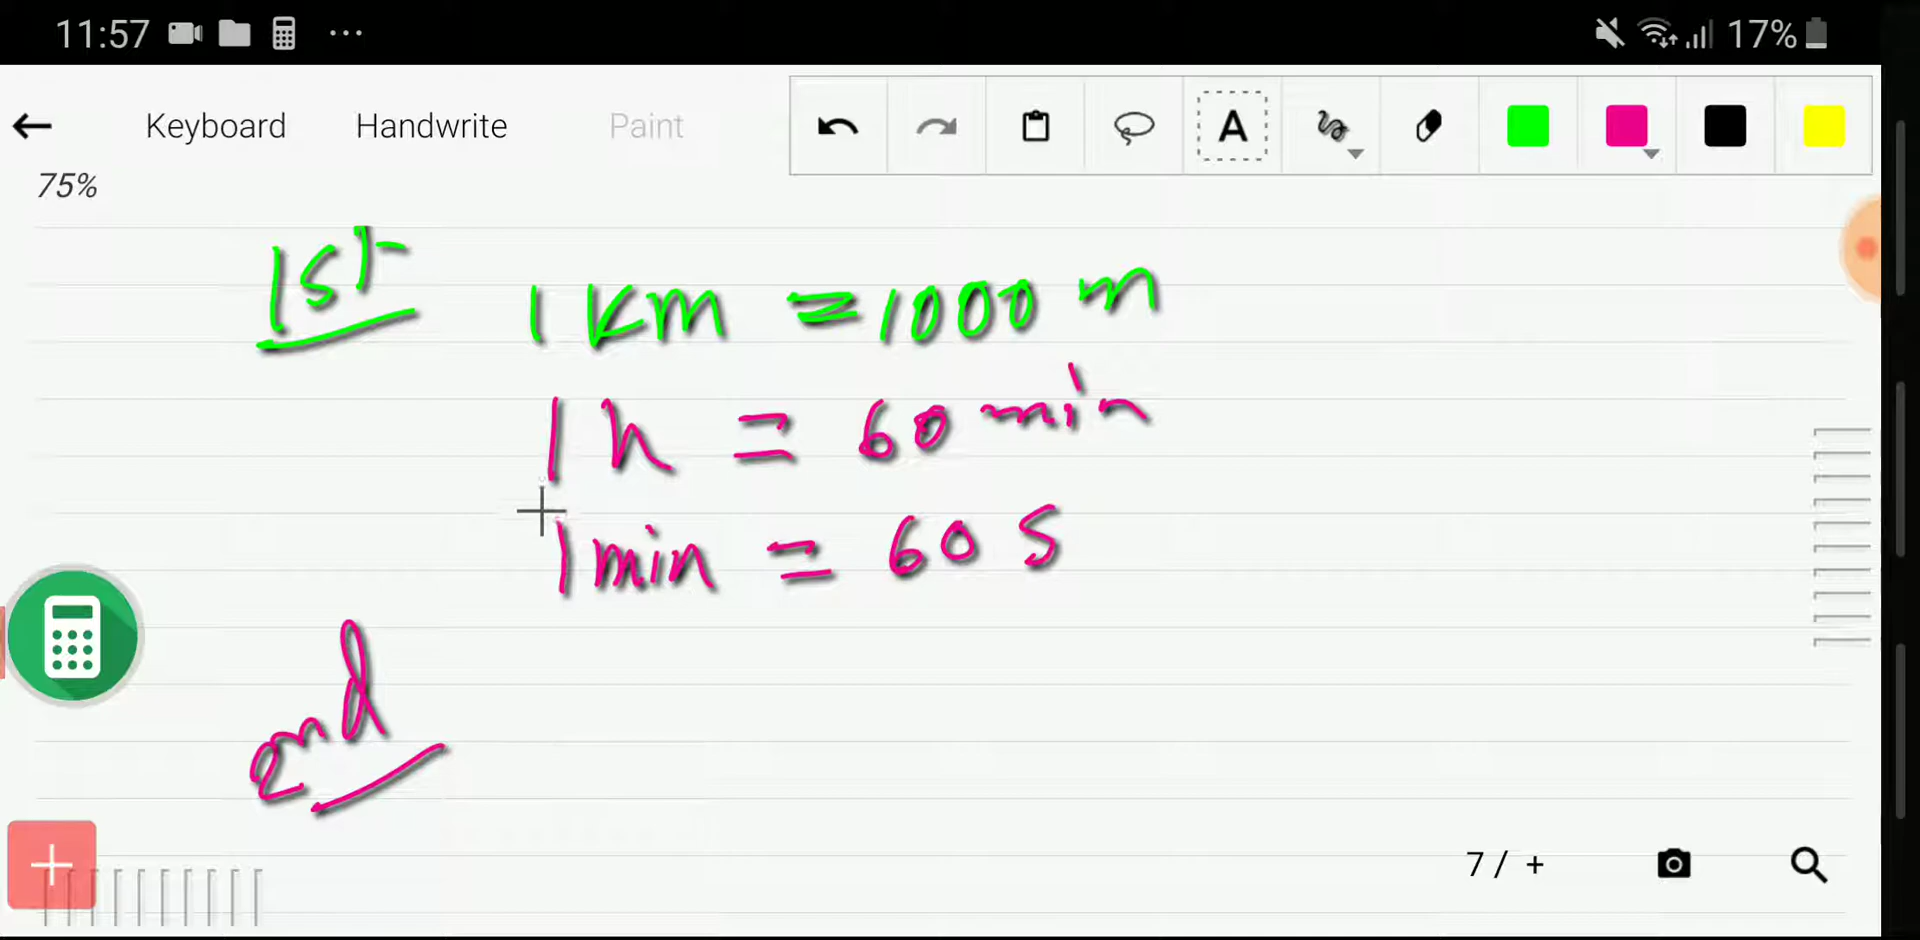 11:57 ... 17%
Keyboard Handwrite Paint A
75%
1st 1 Km = 1000 m
1 h = 60 min
1 min = 60 s
2nd
7 / +